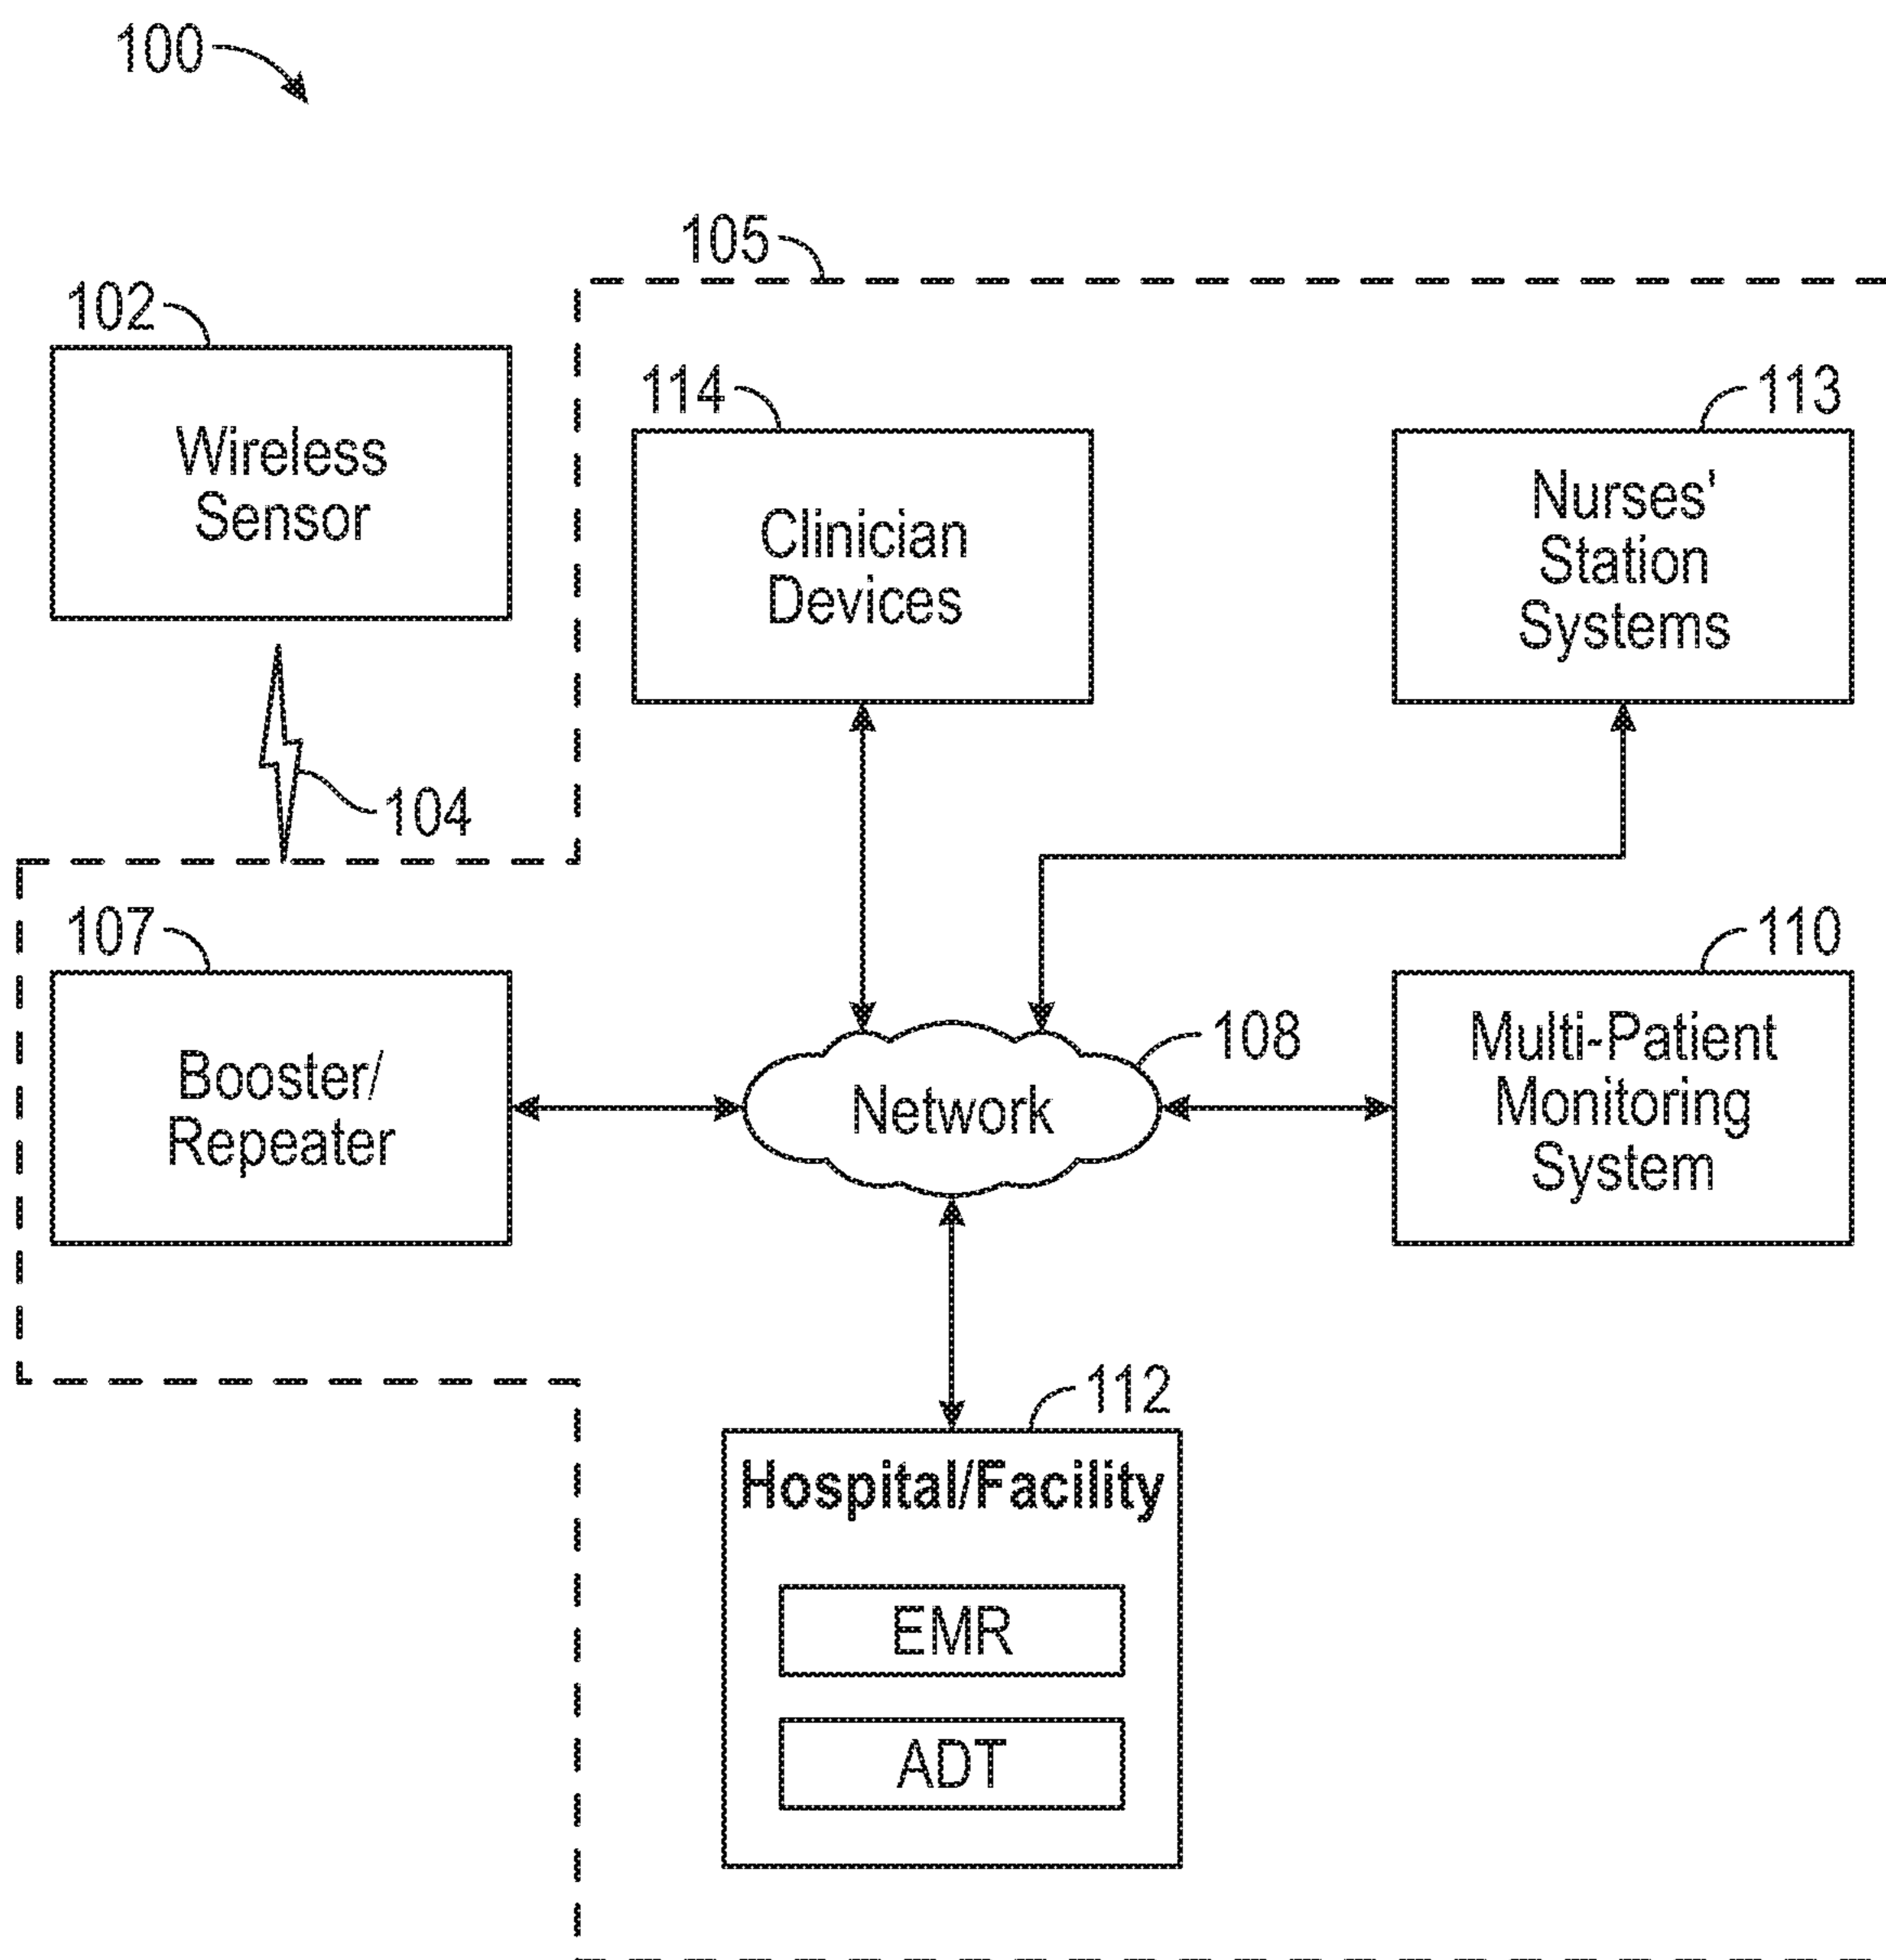 100
105
102
Wireless
Sensor
114
Clinician
Devices
113
Nurses'
Station
Systems
104
107
Booster/
Repeater
108
Network
110
Multi-Patient
Monitoring
System
112
Hospital/Facility
EMR
ADT